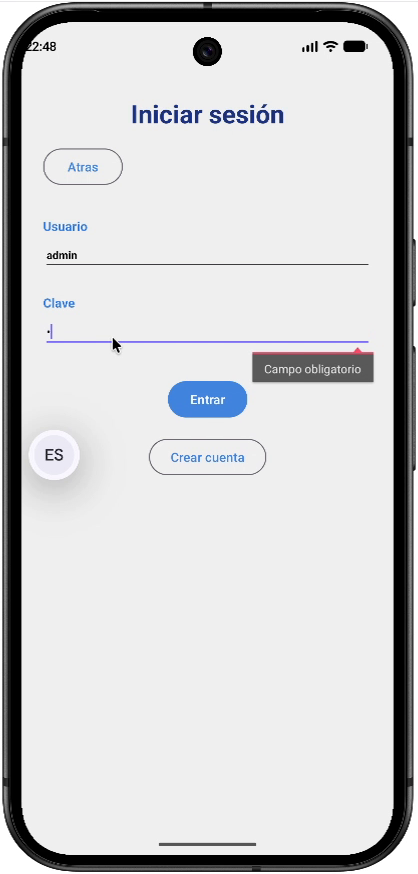 22:48
Iniciar sesión
Atras
Usuario
admin
Clave
Campo obligatorio
Entrar
ES
Crear cuenta